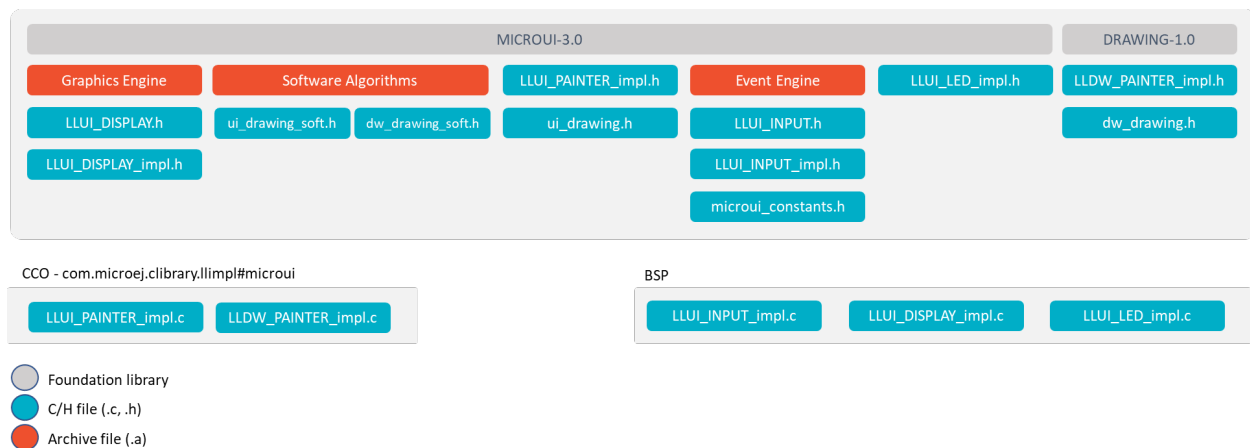 MICROUI-3.0
DRAWING-1.0
Graphics Engine
Software Algorithms
LLUI_PAINTER_impl.h
Event Engine
LLUI_LED_impl.h
LLDW_PAINTER_impl.h
LLUI_DISPLAY.h
ui_drawing_soft.h
dw_drawing_soft.h
ui_drawing.h
LLUI_INPUT.h
dw_drawing.h
LLUI_DISPLAY_impl.h
LLUI_INPUT_impl.h
microui_constants.h
CCO - com.microej.clibrary.llimpl#microui
BSP
LLUI_PAINTER_impl.c
LLDW_PAINTER_impl.c
LLUI_INPUT_impl.c
LLUI_DISPLAY_impl.c
LLUI_LED_impl.c
Foundation library
C/H file (.c, .h)
Archive file (.a)